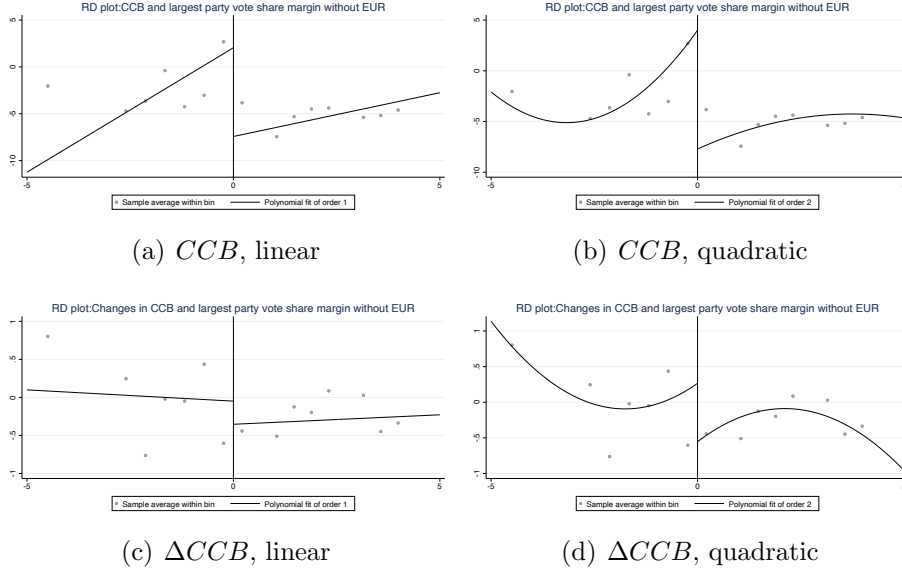 RD plot:CCB and largest party vote share margin without EUR
5
0
-5
-10
-5
0
5
Sample average within bin
Polynomial fit of order 1
(a) CCB, linear
RD plot:CCB and largest party vote share margin without EUR
5
0
-5
-10
-5
0
Sample average within bin
Polynomial fit of order 2
(b) CCB, quadratic
RD plot:Changes in CCB and largest party vote share margin without EUR
1
.5
0
-.5
-1
-5
0
5
Sample average within bin
Polynomial fit of order 1
(c) ΔCCB, linear
RD plot:Changes in CCB and largest party vote share margin without EUR
1
.5
0
-.5
-1
-5
0
Sample average within bin
Polynomial fit of order 2
(d) ΔCCB, quadratic